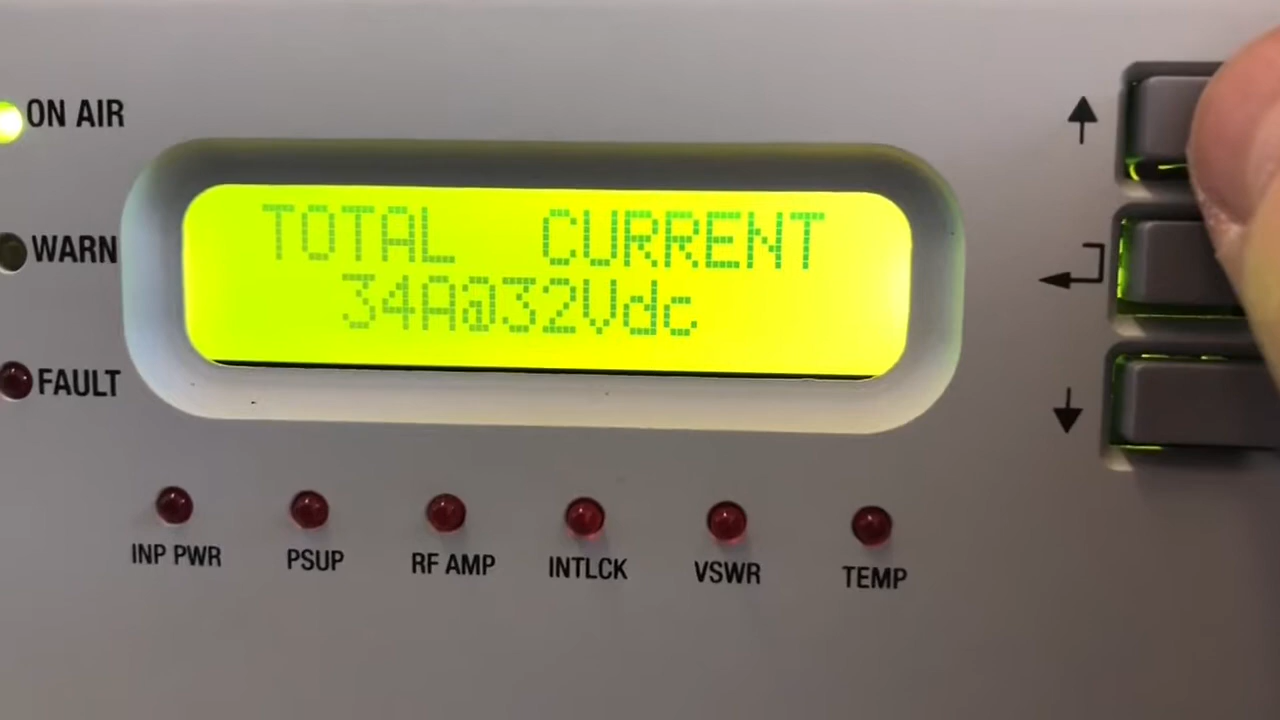 ON AIR
WARN
FAULT
TOTAL CURRENT
34A@32Vdc
INP PWR
PSUP
RF AMP
INTLCK
VSWR
TEMP